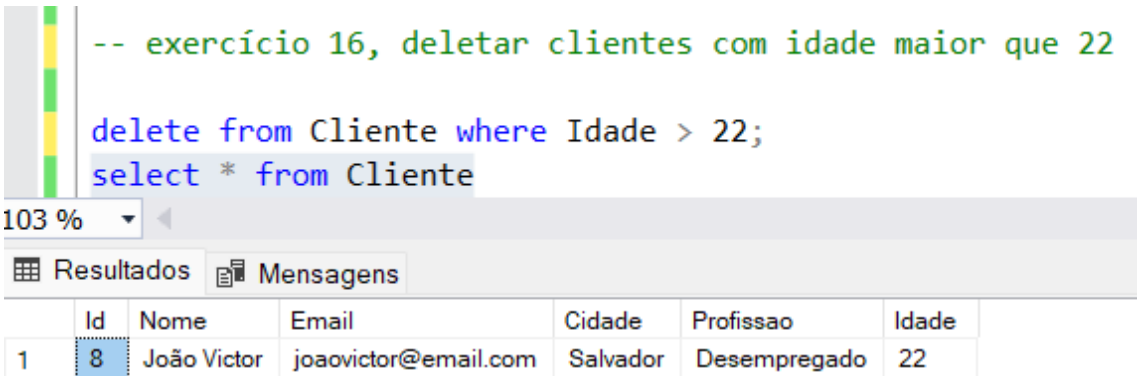 -- exercício 16, deletar clientes com idade maior que 22
delete from Cliente where Idade > 22;
select * from Cliente
103 %
Resultados Mensagens
Id Nome Email Cidade Profissao Idade
1 8 João Victor joaovictor@email.com Salvador Desempregado 22